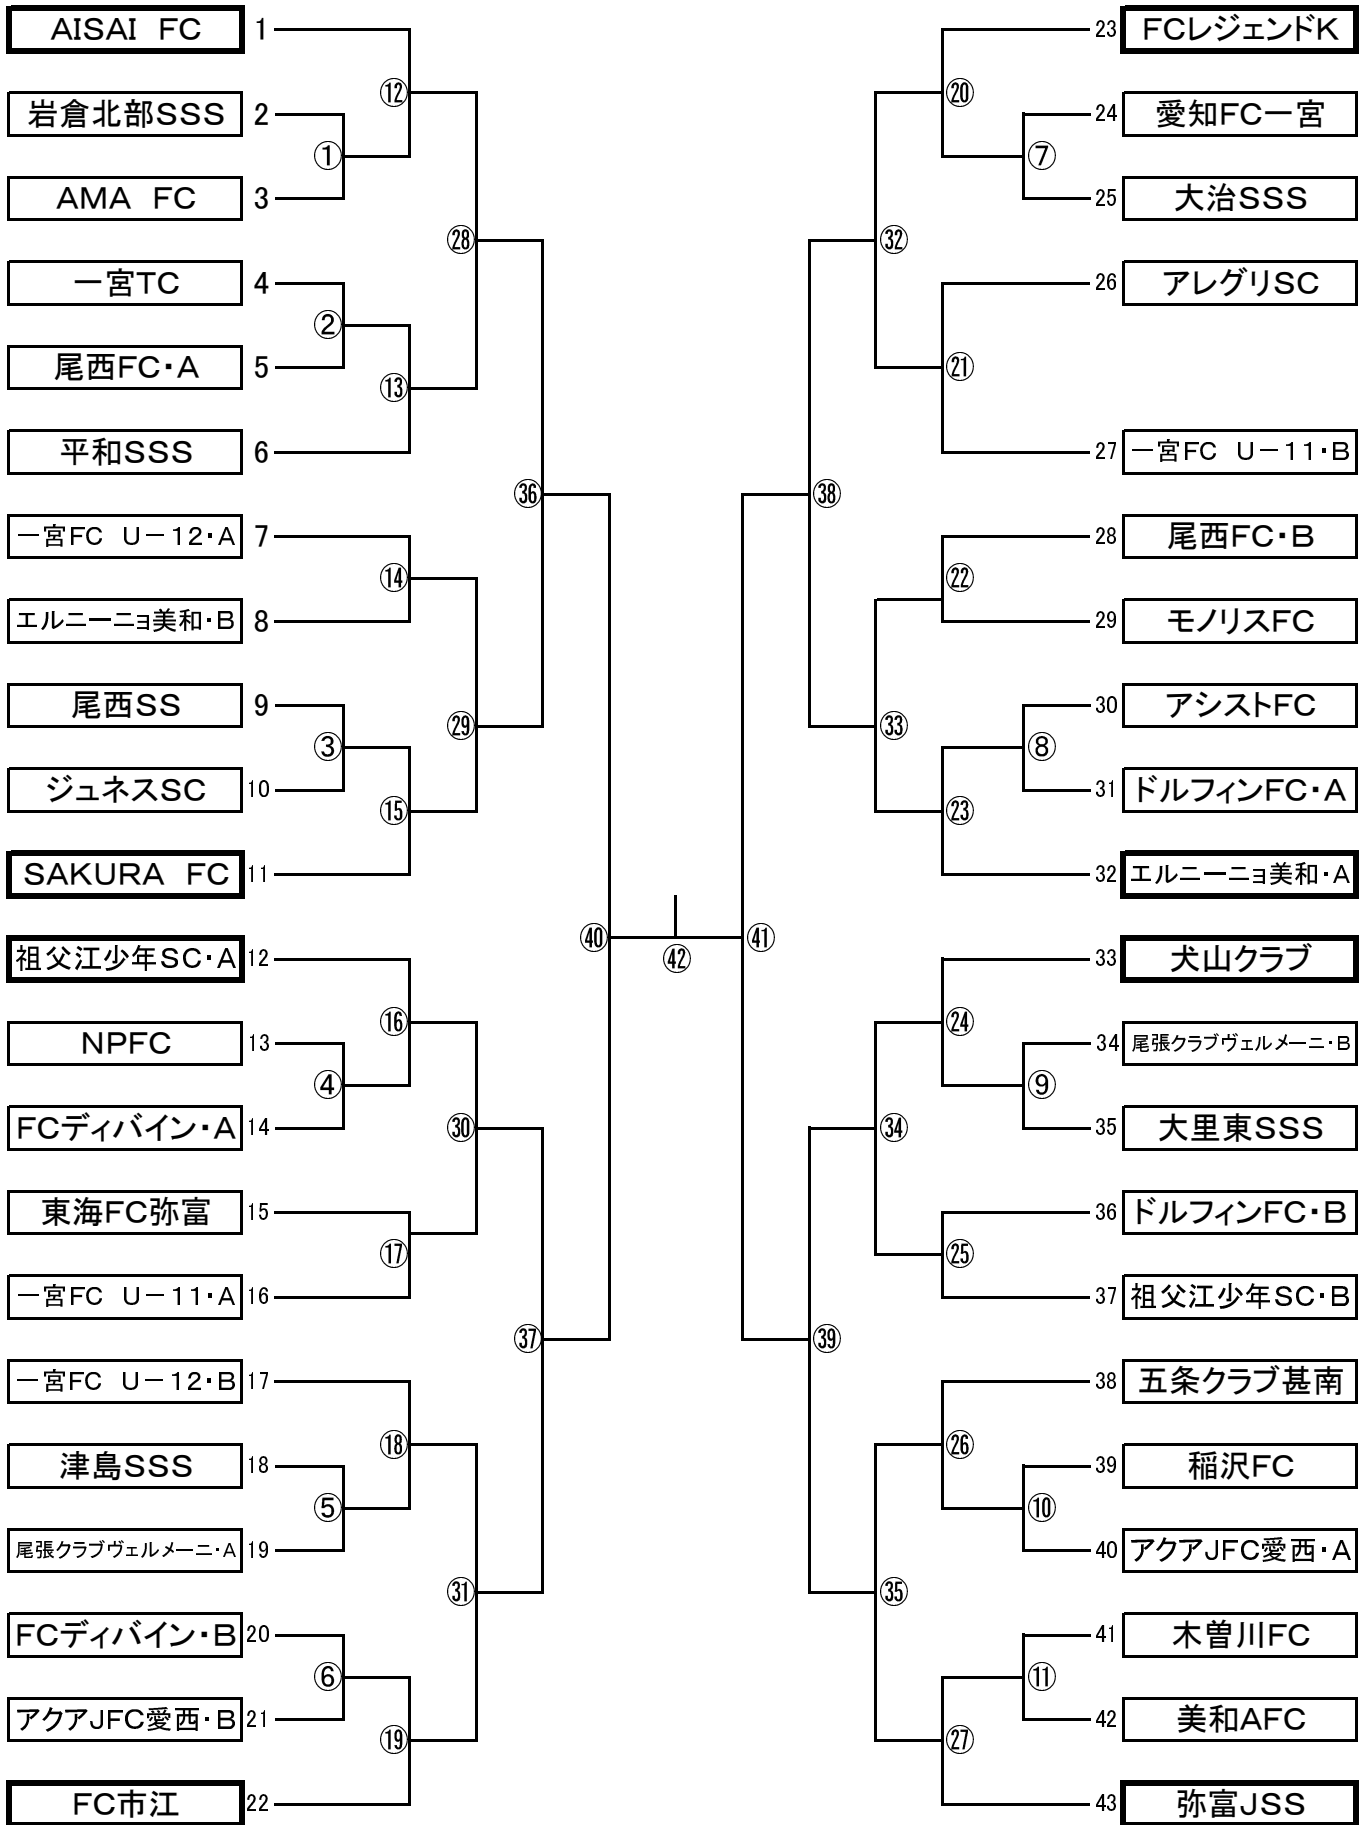 AISAI　FC 1
⑫
岩倉北部SSS 2
①
AMA　FC 3
㉘
一宮TC 4
②
尾西FC・A 5
⑬
平和SSS 6
㊱
一宮FC　U－12・A 7
⑭
エルニーニョ美和・B 8
尾西SS 9
㉙
③
ジュネスSC 10
⑮
SAKURA　FC 11
㊵
祖父江少年SC・A 12
⑯
NPFC 13
④
FCディバイン・A 14
㉚
東海FC弥富 15
⑰
一宮FC　U－11・A 16
㊲
一宮FC　U－12・B 17
⑱
津島SSS 18
⑤
尾張クラブヴェルメーニ・A 19
㉛
FCディバイン・B 20
⑥
アクアJFC愛西・B 21
⑲
FC市江 22
㊷
23 FCレジェンドK
⑳
24 愛知FC一宮
⑦
25 大治SSS
㉜
26 アレグリSC
㉑
27 一宮FC　U－11・B
㊳
28 尾西FC・B
㉒
29 モノリスFC
30 アシストFC
㉝
⑧
31 ドルフィンFC・A
㉓
32 エルニーニョ美和・A
㊶
33 犬山クラブ
㉔
34 尾張クラブヴェルメーニ・B
⑨
35 大里東SSS
㉞
36 ドルフィンFC・B
㉕
37 祖父江少年SC・B
㊴
38 五条クラブ甚南
㉖
39 稲沢FC
⑩
40 アクアJFC愛西・A
㉟
41 木曽川FC
⑪
42 美和AFC
㉗
43 弥富JSS